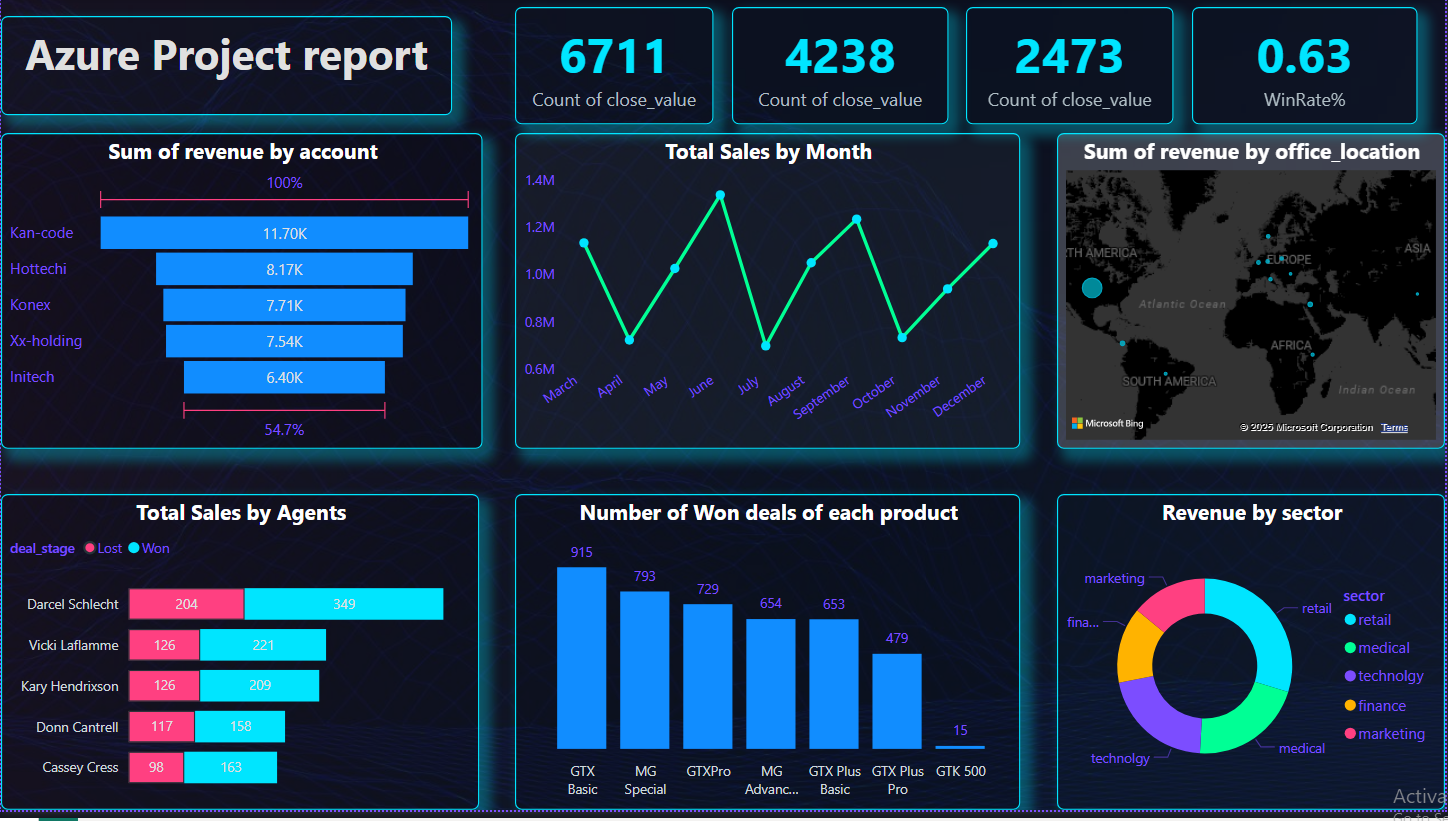 Azure Project report
6711
Count of close_value
4238
Count of close_value
2473
Count of close_value
0.63
WinRate%
Sum of revenue by account
100%
Kan-code
11.70K
Hottechi
8.17K
Konex
7.71K
Xx-holding
7.54K
Initech
6.40K
54.7%
Total Sales by Month
1.4M
1.2M
1.0M
0.8M
0.6M
March
April
May
June
July
August
September
October
November
December
Sum of revenue by office_location
TH AMERICA
EUROPE
ASIA
Atlantic Ocean
AFRICA
SOUTH AMERICA
Indian Ocean
Microsoft Bing
© 2025 Microsoft Corporation Terms
Total Sales by Agents
deal_stage Lost Won
Darcel Schlecht 204 349
Vicki Laflamme 126 221
Kary Hendrixson 126 209
Donn Cantrell 117 158
Cassey Cress 98 163
Number of Won deals of each product
915
793
729
654
653
479
15
GTX
Basic
MG
Special
GTXPro
MG
Advanc...
GTX Plus
Basic
GTX Plus
Pro
GTK 500
Revenue by sector
marketing
fina...
retail
technolgy
medical
sector
retail
medical
technolgy
finance
marketing
Activa